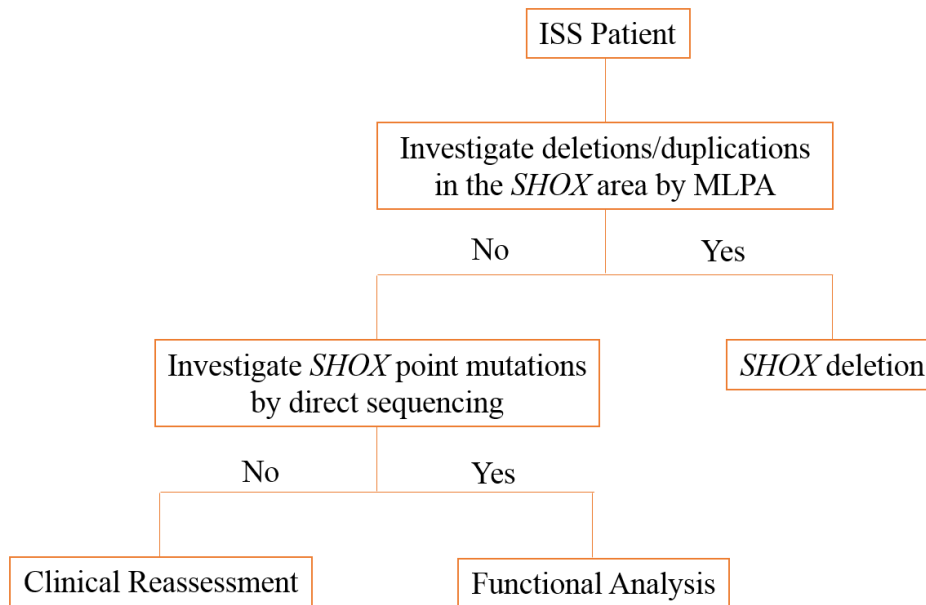 ISS Patient
Investigate deletions/duplications
in the SHOX area by MLPA
No
Yes
Investigate SHOX point mutations
by direct sequencing
SHOX deletion
No
Yes
Clinical Reassessment
Functional Analysis